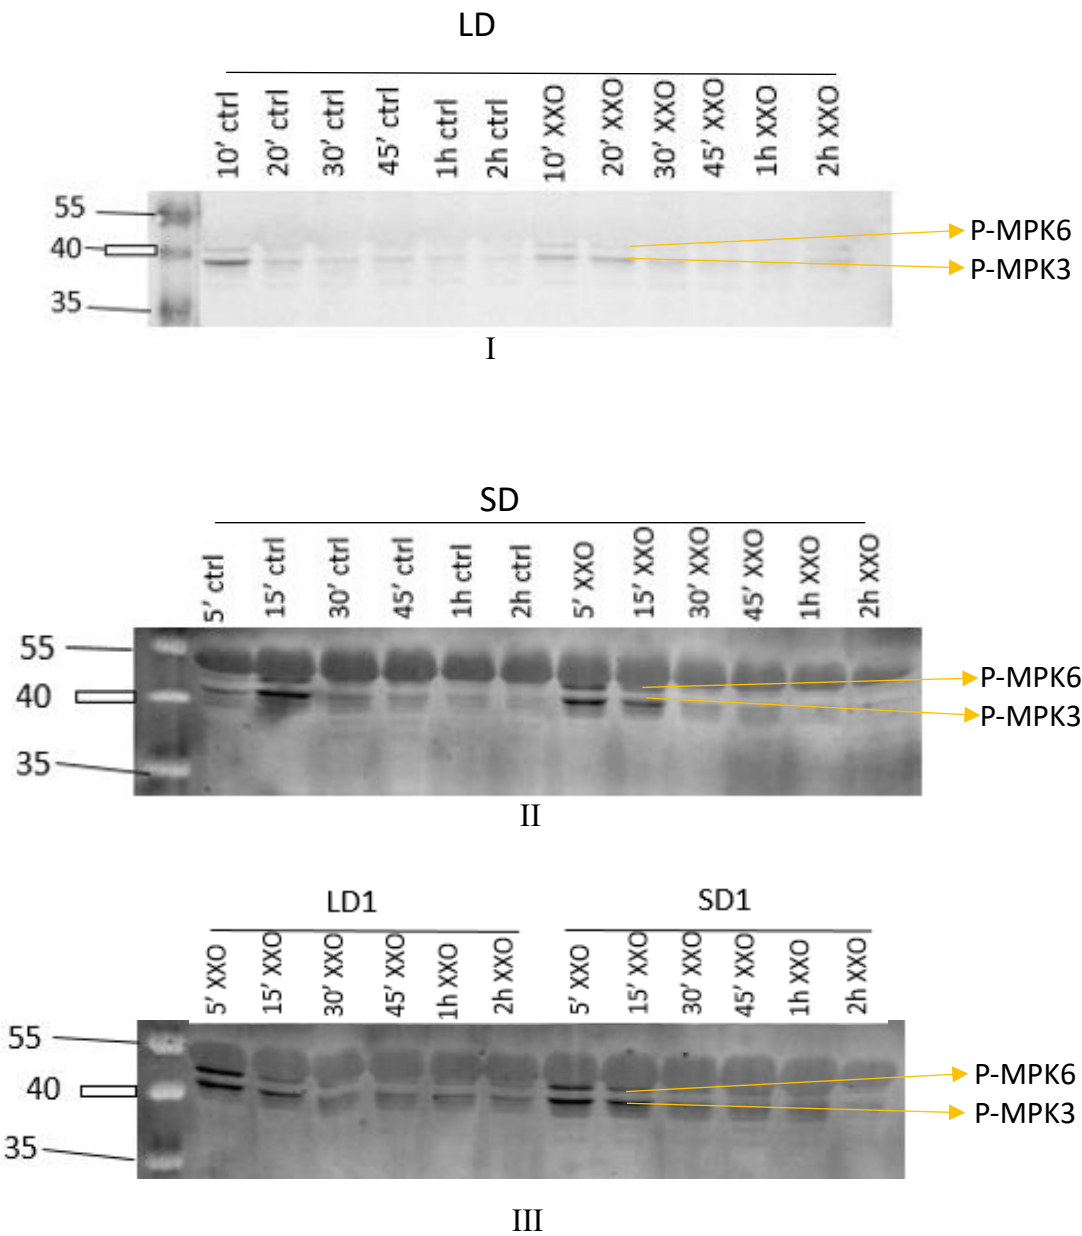 LD
10’ ctrl 20’ ctrl 30’ ctrl 45’ ctrl 1h ctrl 2h ctrl 10’ XXO 20’ XXO 30’ XXO 45’ XXO 1h XXO 2h XXO
55
40
35
P-MPK6
P-MPK3
I
SD
5’ ctrl 15’ ctrl 30’ ctrl 45’ ctrl 1h ctrl 2h ctrl 5’ XXO 15’ XXO 30’ XXO 45’ XXO 1h XXO 2h XXO
55
40
35
P-MPK6
P-MPK3
II
LD1 SD1
5’ XXO 15’ XXO 30’ XXO 45’ XXO 1h XXO 2h XXO 5’ XXO 15’ XXO 30’ XXO 45’ XXO 1h XXO 2h XXO
55
40
35
P-MPK6
P-MPK3
III